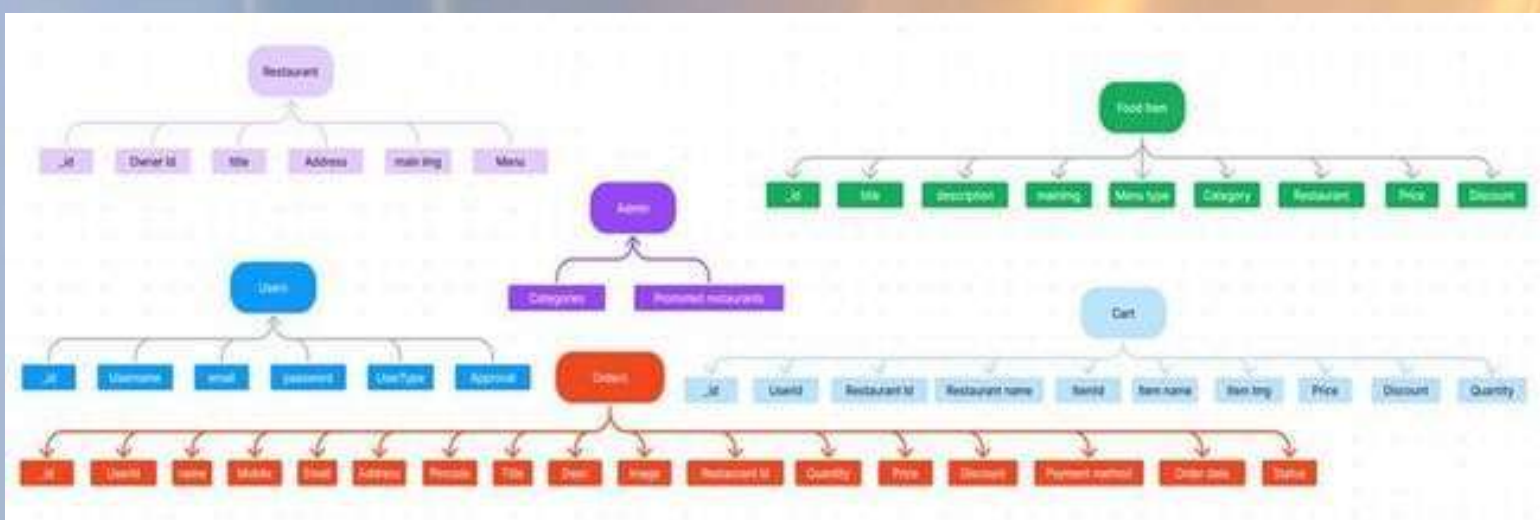 Restaurant
_id Owner Id title Address main img Menu
Food Item
_id title description mainImg Menu type Category Restaurant Price Discount
Admin
Categories Promoted restaurants
Users
_id Username email password UserType Approval
Cart
_id UserId Restaurant Id Restaurant name ItemId Item name Item Img Price Discount Quantity
Orders
_id UserId name Mobile Email Address Pincode Title Desc Image Restaurant Id Quantity Price Discount Payment method Order date Status